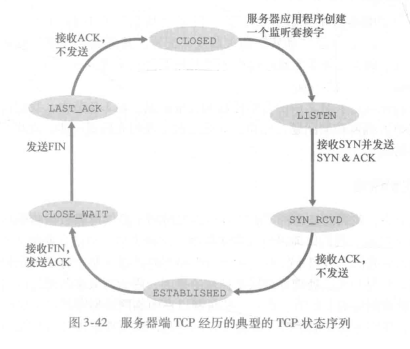 服务器应用程序创建
一个监听套接字
接收ACK,
不发送
CLOSED
LAST_ACK
LISTEN
发送FIN
接收SYN并发送
SYN & ACK
CLOSE_WAIT
SYN_RCVD
接收FIN,
发送ACK
接收ACK,
不发送
ESTABLISHED
图 3-42 服务器端 TCP 经历的典型的 TCP 状态序列